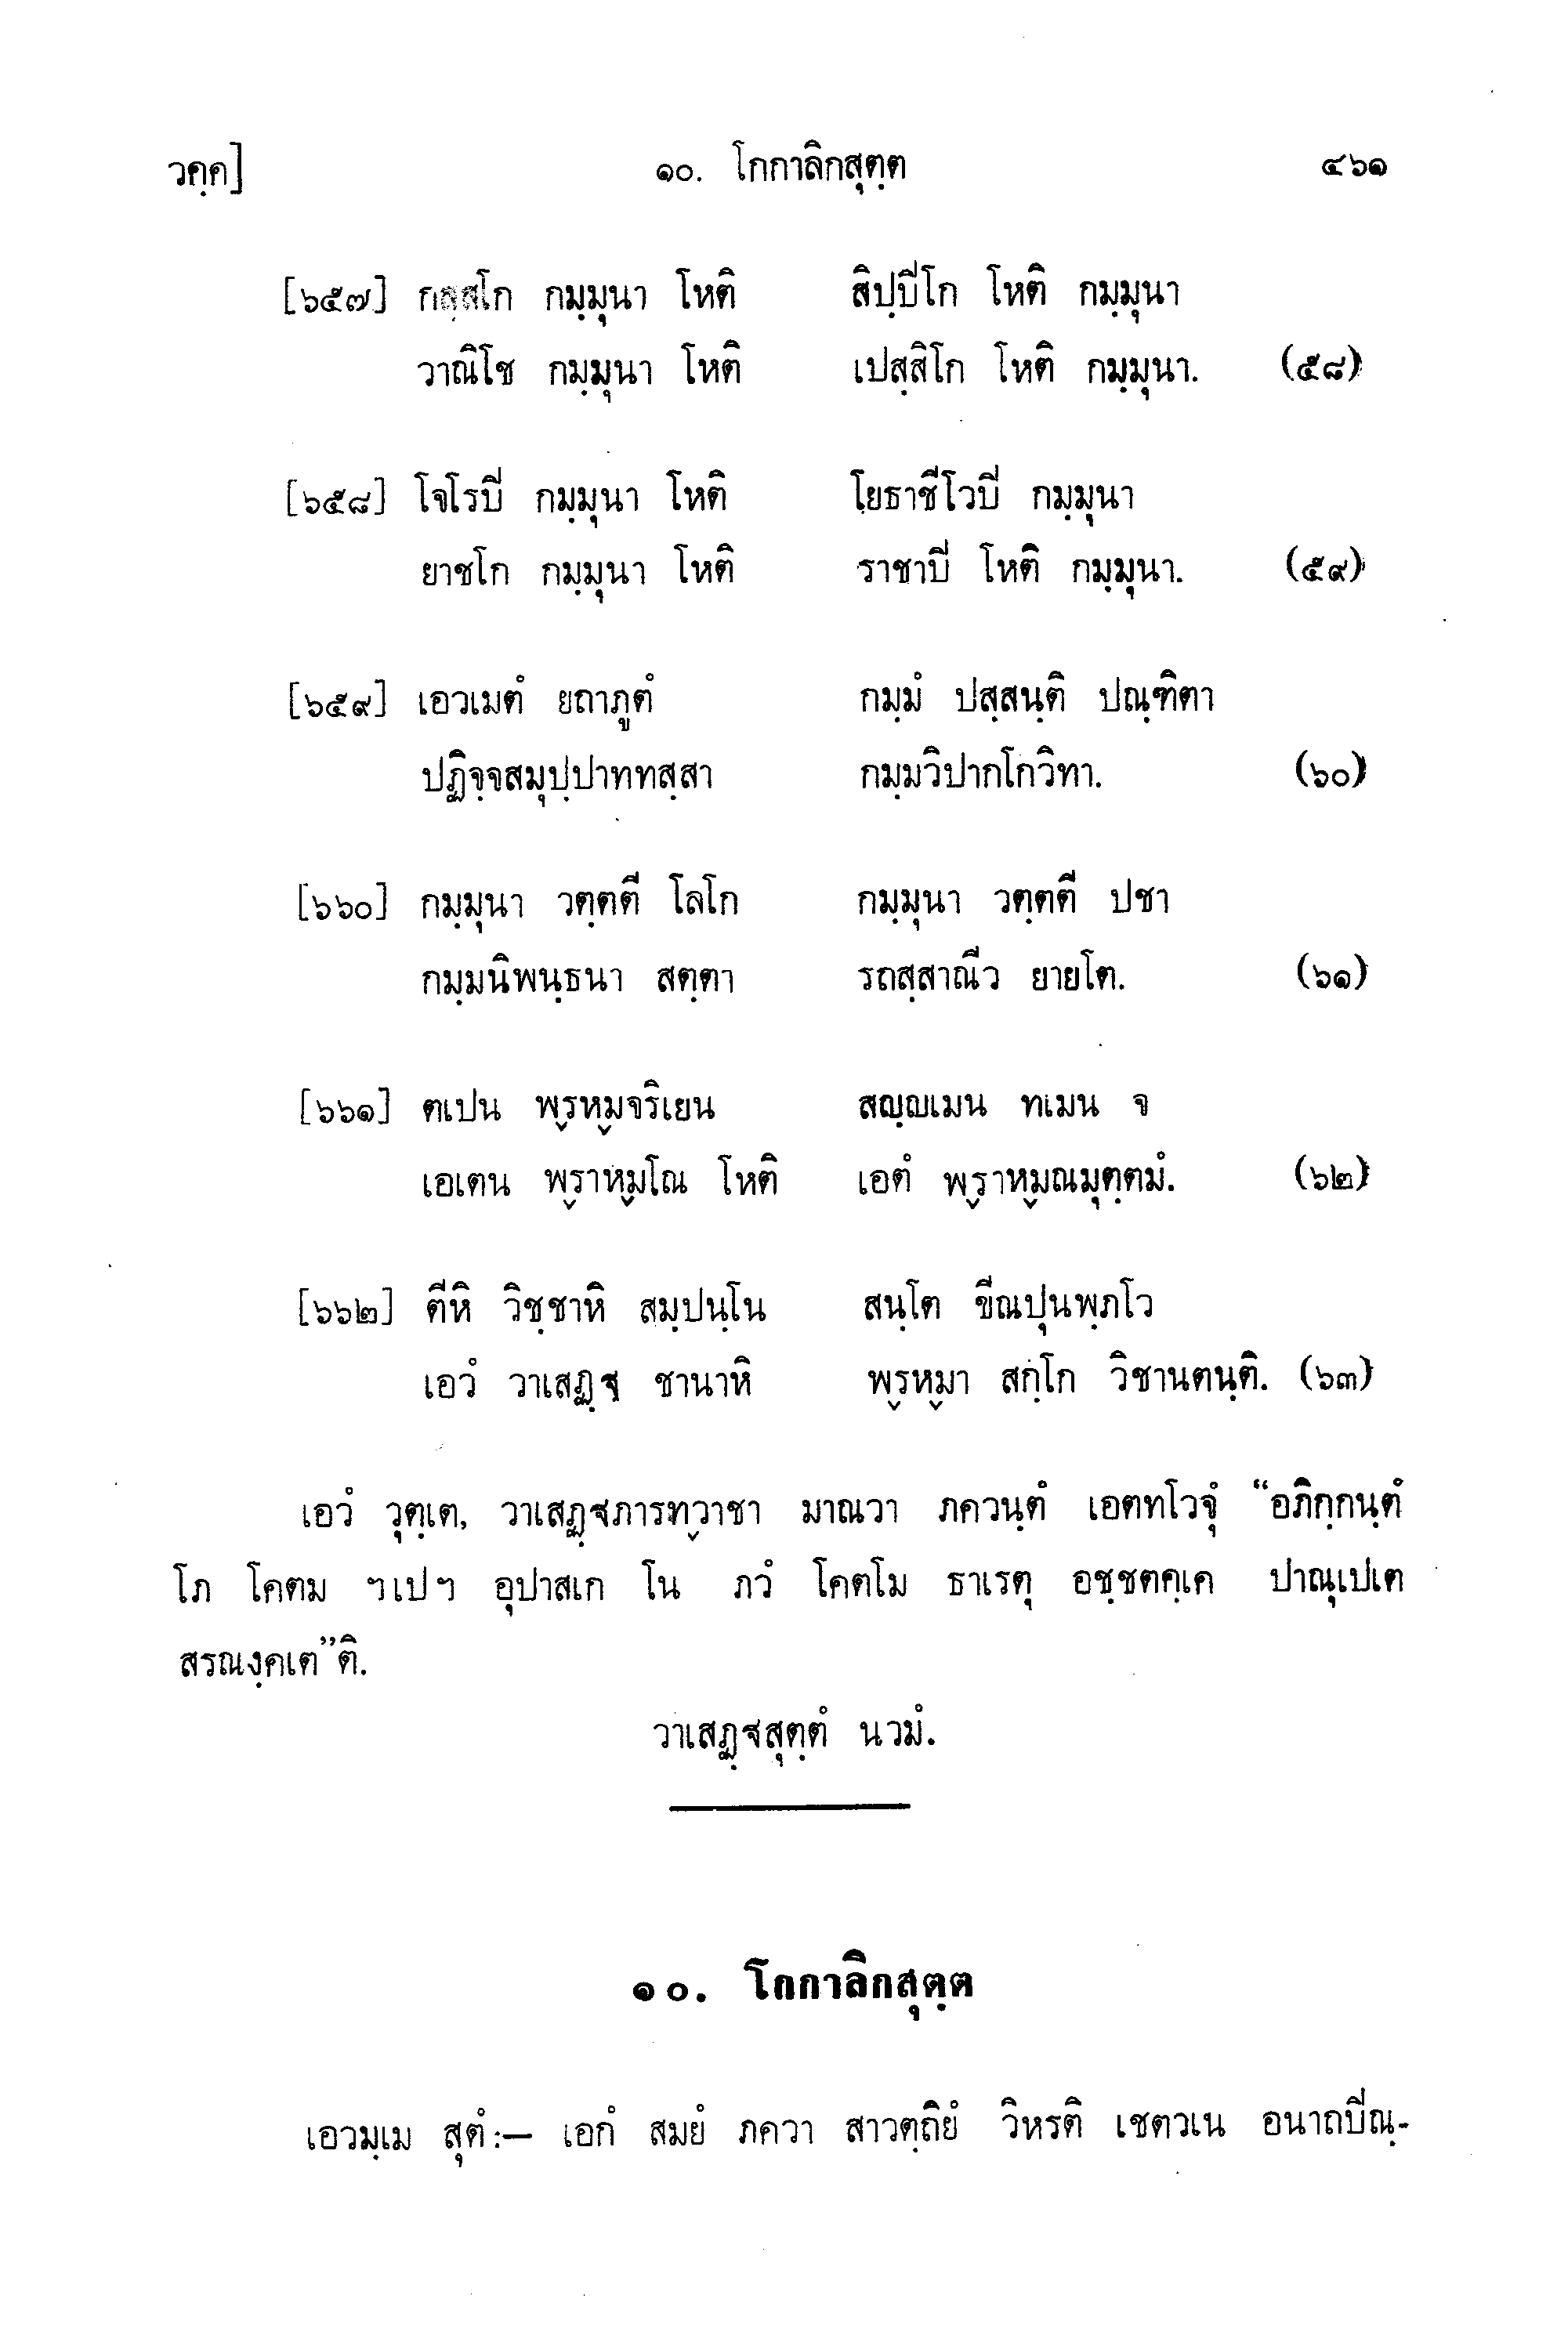 วคฺค] ๑๐. โกกาลิกสุตฺต ๔๖๑
[๖๕๗] กสฺสโก กมฺมุนา โหติ สิปฺปิโก โหติ กมฺมุนา
วาณิโช กมฺมุนา โหติ เปสฺสิโก โหติ กมฺมุนา. (๕๘)
[๖๕๘] โจโรปิ กมฺมุนา โหติ โยธาชีโวปิ กมฺมุนา
ยาชโก กมฺมุนา โหติ ราชาปิ โหติ กมฺมุนา. (๕๙)
[๖๕๙] เอวเมตํ ยถาภูตํ กมฺมํ ปสฺสนฺติ ปณฺฑิตา
ปฏิจฺจสมุปฺปาททสฺสา กมฺมวิปากโกวิทา. (๖๐)
[๖๖๐] กมฺมุนา วตฺตตี โลโก กมฺมุนา วตฺตตี ปชา
กมฺมนิพนฺธนา สตฺตา รถสฺสาณีว ยายโต. (๖๑)
[๖๖๑] ตเปน พฺรหฺมจริเยน สญฺญเมน ทเมน จ
เอเตน พฺราหฺมโณ โหติ เอตํ พฺราหฺมณมุตฺตมํ. (๖๒)
[๖๖๒] ตีหิ วิชฺชาหิ สมฺปนฺโน สนฺโต ขีณปุนพฺภโว
เอวํ วาเสฏฺฐ ชานาหิ พฺรหฺมา สกฺโก วิชานตนฺติ. (๖๓)
เอวํ วุตฺเต, วาเสฏฺฐภารทฺวาชา มาณวา ภควนฺตํ เอตทโวจุํ “อภิกฺกนฺตํ
โภ โคตม ฯเปฯ อุปาสเก โน ภวํ โคตโม ธาเรตุ อชฺชตคฺเค ปาณุเปเต
สรณงฺคเต”ติ.
วาเสฏฺฐสุตฺตํ นวมํ.
๑๐. โกกาลิกสุตฺต
เอวมฺเม สุตํ:— เอกํ สมยํ ภควา สาวตฺถิยํ วิหรติ เชตวเน อนาถปิณฺ-